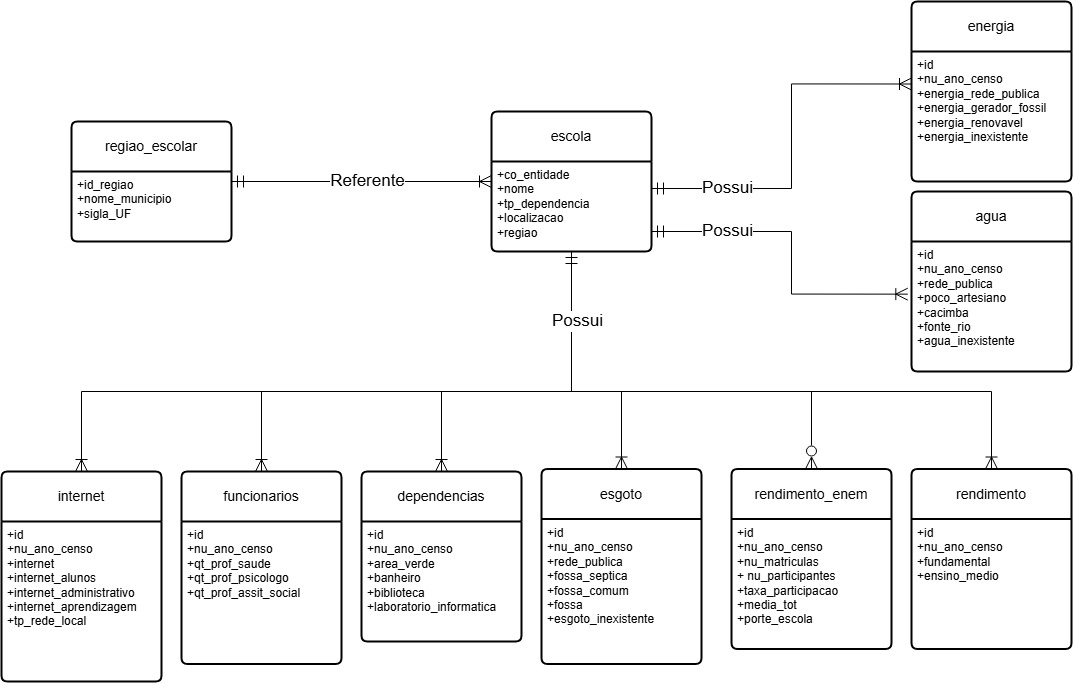 energia
+id
+nu_ano_censo
+energia_rede_publica
+energia_gerador_fossil
+energia_renovavel
+energia_inexistente
regiao_escolar
+id_regiao
+nome_municipio
+sigla_UF
Referente
escola
+co_entidade
+nome
+tp_dependencia
+localizacao
+regiao
Possui
Possui
agua
+id
+nu_ano_censo
+rede_publica
+poco_artesiano
+cacimba
+fonte_rio
+agua_inexistente
Possui
internet
+id
+nu_ano_censo
+internet
+internet_alunos
+internet_administrativo
+internet_aprendizagem
+tp_rede_local
funcionarios
+id
+nu_ano_censo
+qt_prof_saude
+qt_prof_psicologo
+qt_prof_assit_social
dependencias
+id
+nu_ano_censo
+area_verde
+banheiro
+biblioteca
+laboratorio_informatica
esgoto
+id
+nu_ano_censo
+rede_publica
+fossa_septica
+fossa_comum
+fossa
+esgoto_inexistente
rendimento_enem
+id
+nu_ano_censo
+nu_matriculas
+ nu_participantes
+taxa_participacao
+media_tot
+porte_escola
rendimento
+id
+nu_ano_censo
+fundamental
+ensino_medio